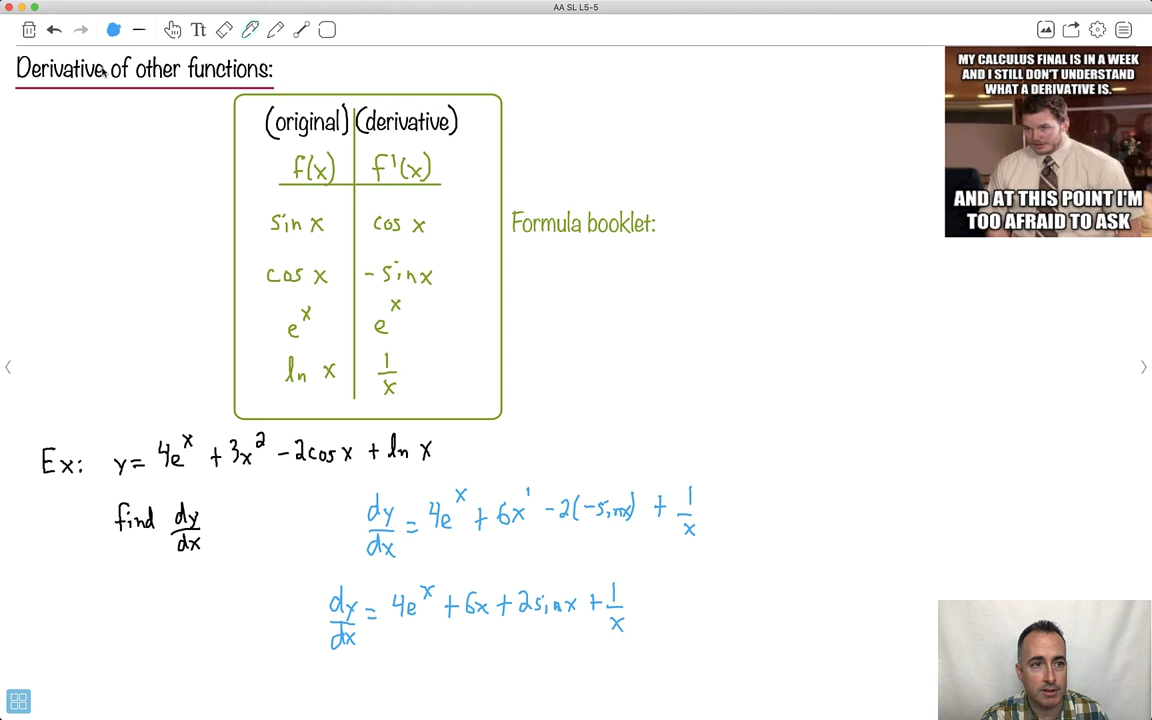 AA SL L5-5
Tt
Derivative of other functions:
MY CALCULUS FINAL IS IN A WEEK
AND I STILL DON'T UNDERSTAND
WHAT A DERIVATIVE IS.
AND AT THIS POINT I'M
TOO AFRAID TO ASK
(original) (derivative)
f(x) f'(x)
sin x cos x
cos x - sin x
e^x e^x
ln x 1/x
Formula booklet:
Ex: y = 4e^x + 3x^2 - 2cos x + ln x
find dy/dx
dy/dx = 4e^x + 6x^1 - 2(-sin x) + 1/x
dy/dx = 4e^x + 6x + 2 sin x + 1/x